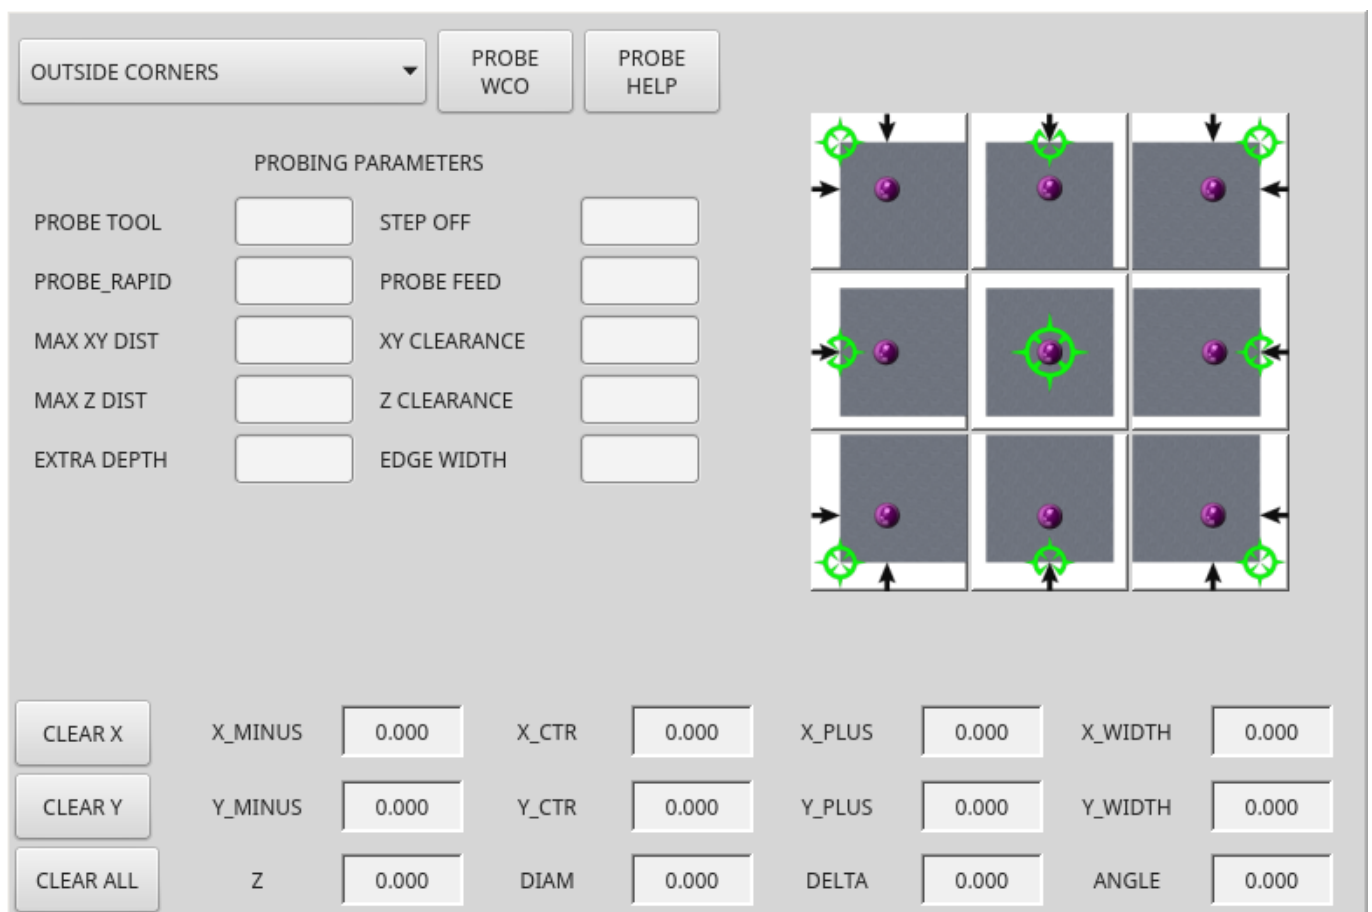 OUTSIDE CORNERS
PROBE
WCO
PROBE
HELP
PROBING PARAMETERS
PROBE TOOL
STEP OFF
PROBE_RAPID
PROBE FEED
MAX XY DIST
XY CLEARANCE
MAX Z DIST
Z CLEARANCE
EXTRA DEPTH
EDGE WIDTH
CLEAR X X_MINUS 0.000 X_CTR 0.000 X_PLUS 0.000 X_WIDTH 0.000
CLEAR Y Y_MINUS 0.000 Y_CTR 0.000 Y_PLUS 0.000 Y_WIDTH 0.000
CLEAR ALL Z 0.000 DIAM 0.000 DELTA 0.000 ANGLE 0.000